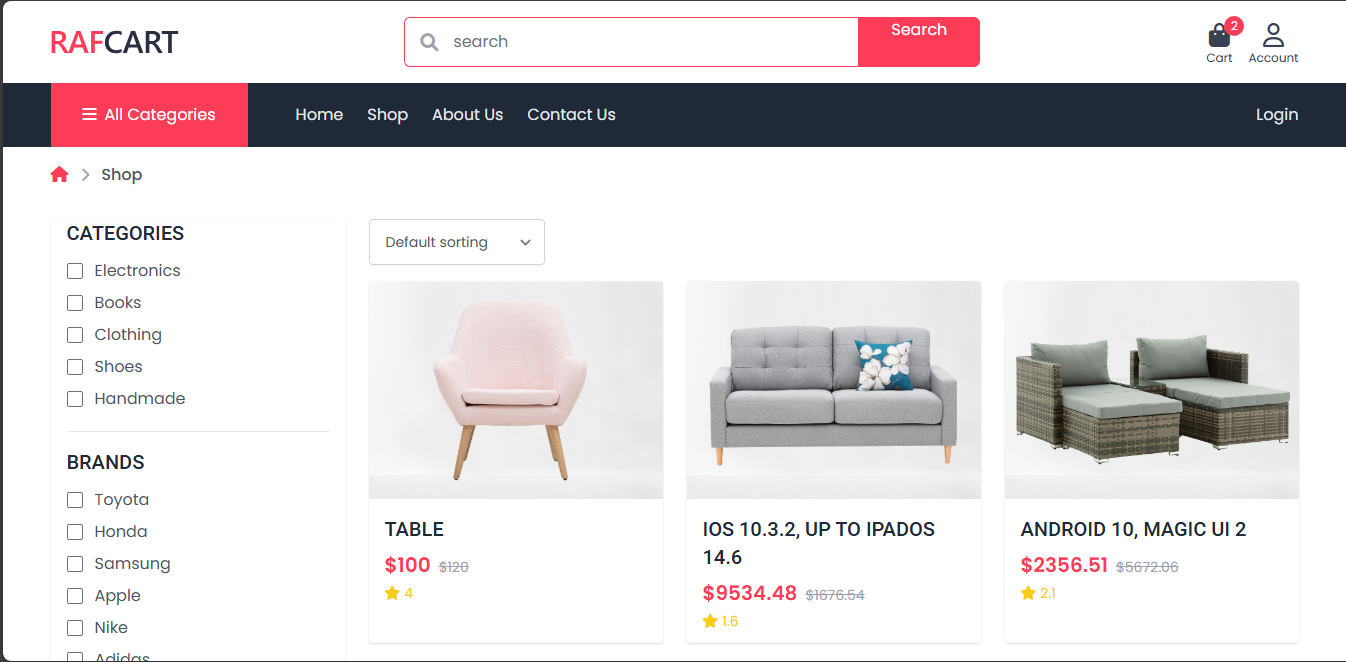 RAFCART
search
Search
2
Cart
Account
All Categories
Home
Shop
About Us
Contact Us
Login
Shop
CATEGORIES
Electronics
Books
Clothing
Shoes
Handmade
BRANDS
Toyota
Honda
Samsung
Apple
Nike
Adidas
Default sorting
TABLE
$100 $120
4
IOS 10.3.2, UP TO IPADOS
14.6
$9534.48 $1676.54
1.6
ANDROID 10, MAGIC UI 2
$2356.51 $5672.06
2.1